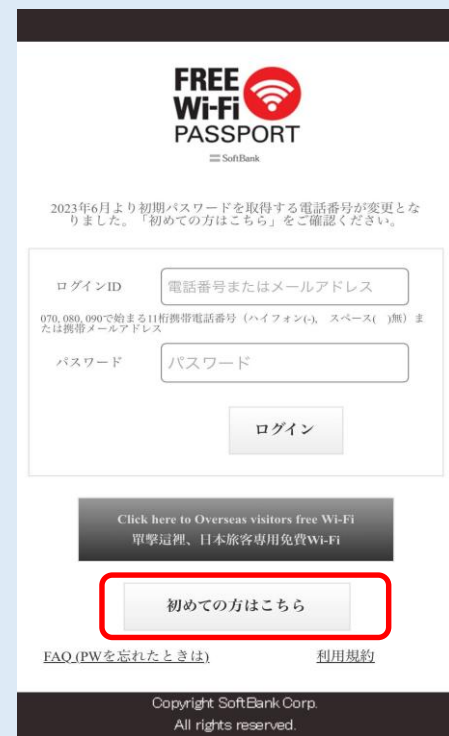 FREE
Wi-Fi
PASSPORT
SoftBank
2023年6月より初期パスワードを取得する電話番号が変更とな
りました。「初めての方はこちら」をご確認ください。
ログインID
電話番号またはメールアドレス
070, 080, 090で始まる11桁携帯電話番号（ハイフォン(-), スペース( )無）ま
たは携帯メールアドレス
パスワード
パスワード
ログイン
Click here to Overseas visitors free Wi-Fi
單擊這裡、日本旅客専用免費Wi-Fi
初めての方はこちら
FAQ (PWを忘れたときは)
利用規約
Copyright SoftBank Corp.
All rights reserved.